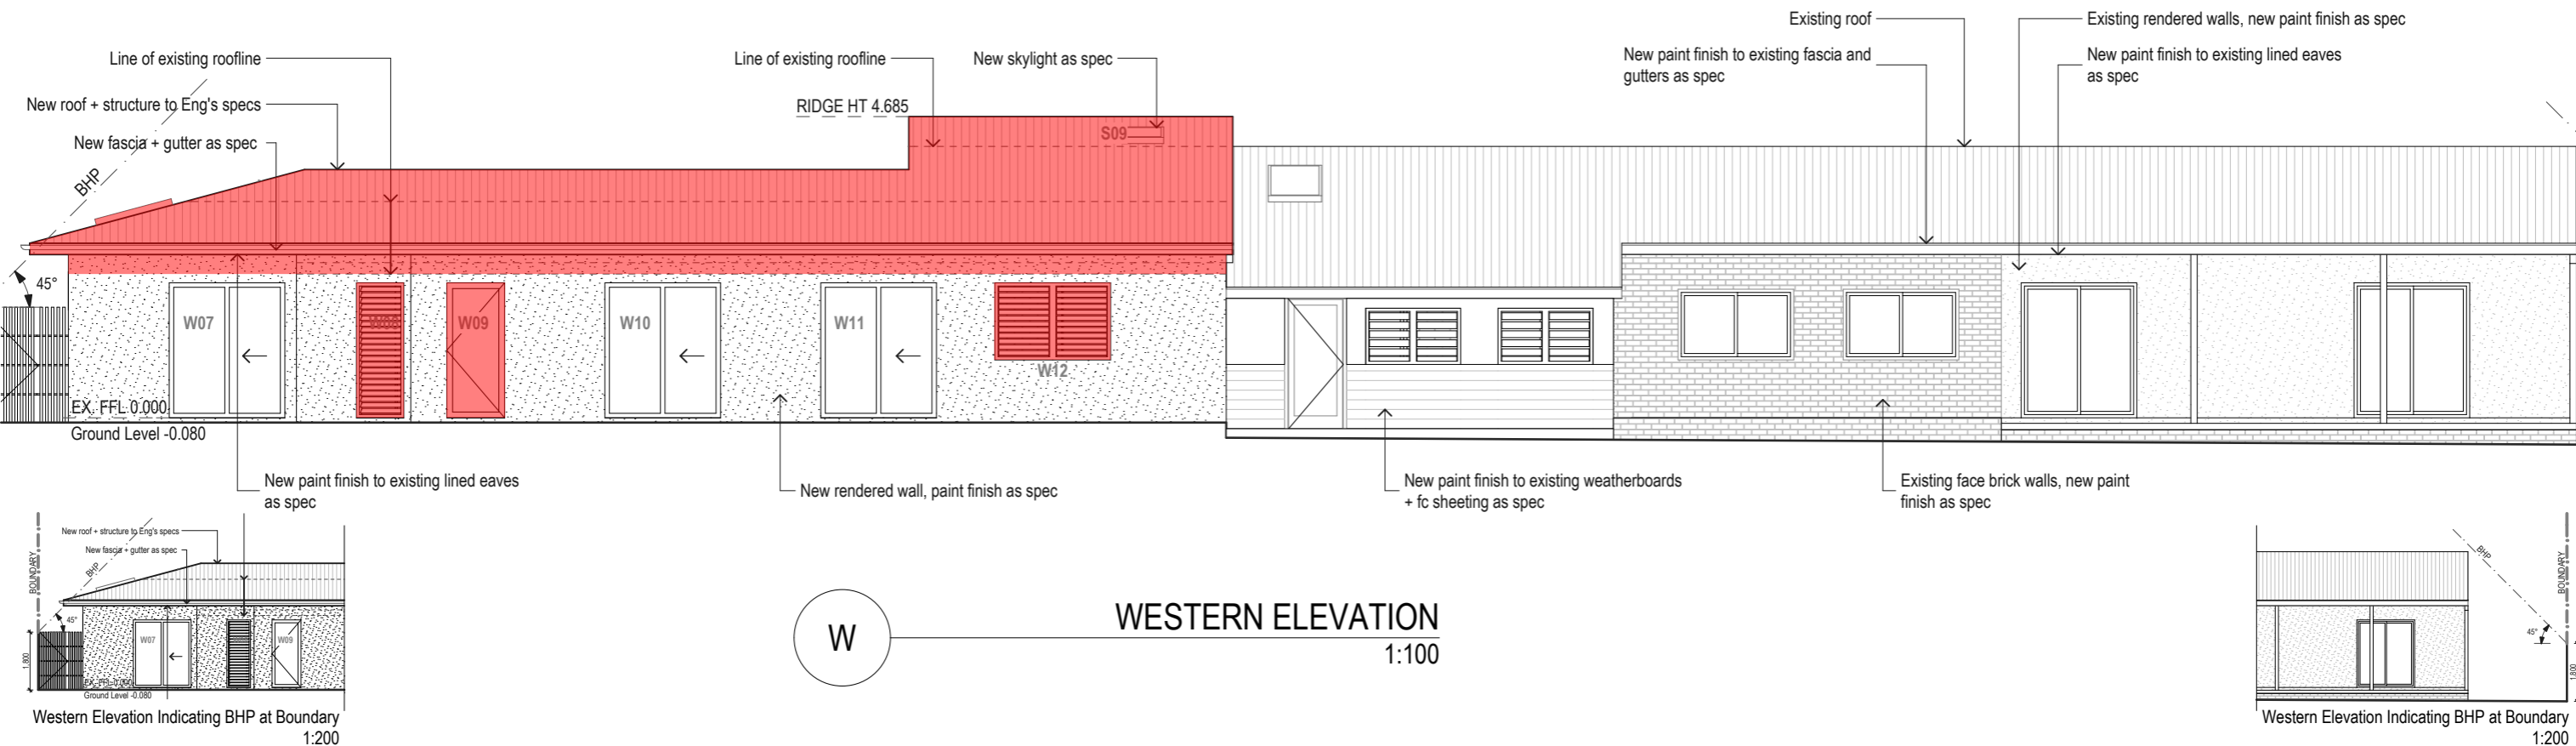 Existing roof
Existing rendered walls, new paint finish as spec
Line of existing roofline
Line of existing roofline
New skylight as spec
New paint finish to existing fascia and
gutters as spec
New paint finish to existing lined eaves
as spec
New roof + structure to Eng's specs
RIDGE HT 4.685
New fascia + gutter as spec
S09
BHP
45°
W07
W08
W09
W10
W11
W12
EX. FFL 0.000
Ground Level -0.080
New paint finish to existing lined eaves
as spec
New rendered wall, paint finish as spec
New paint finish to existing weatherboards
+ fc sheeting as spec
Existing face brick walls, new paint
finish as spec
New roof + structure to Eng's specs
New fascia + gutter as spec
BOUNDARY
BHP
45°
W07
W09
1,800
EX. FFL 0.000
Ground Level -0.080
Western Elevation Indicating BHP at Boundary
1:200
W
WESTERN ELEVATION
1:100
BHP
BOUNDARY
45°
1,800
Western Elevation Indicating BHP at Boundary
1:200